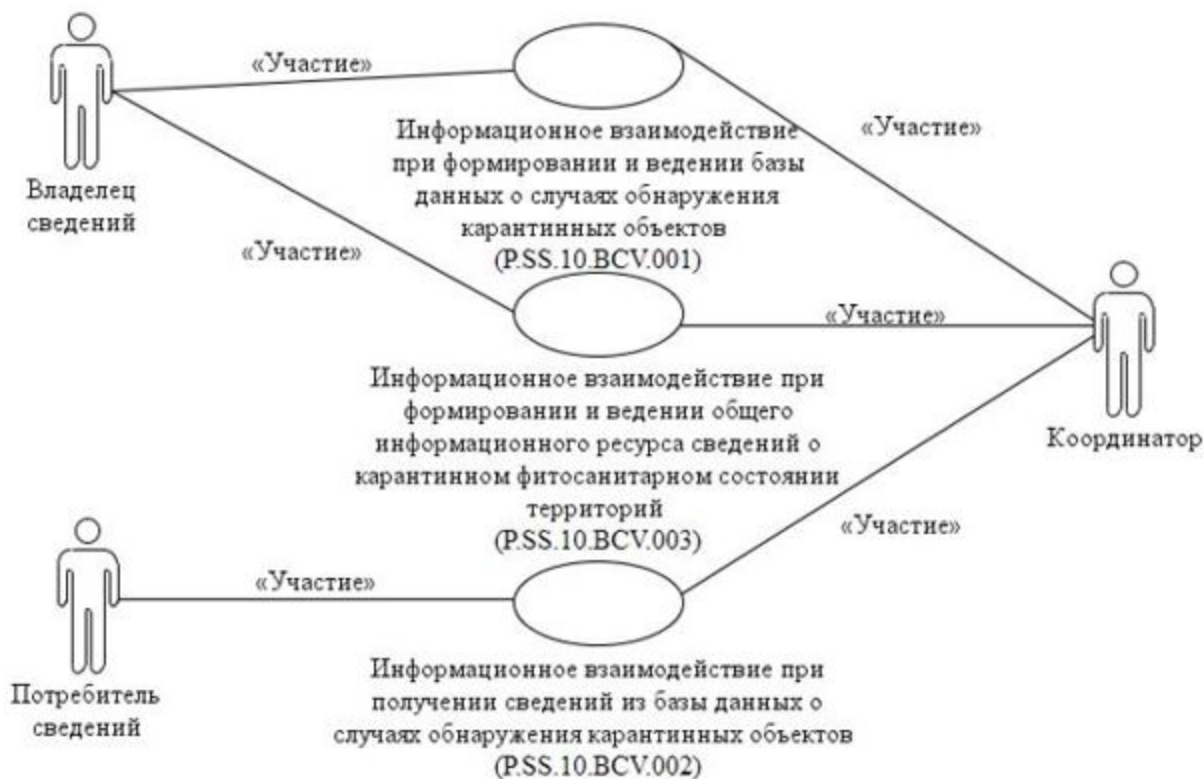 «Участие»
Информационное взаимодействие
при формировании и ведении базы
данных о случаях обнаружения
карантинных объектов
(P.SS.10.BCV.001)
«Участие»
Владелец
сведений
«Участие»
«Участие»
Информационное взаимодействие при
формировании и ведении общего
информационного ресурса сведений о
карантинном фитосанитарном состоянии
территорий
(P.SS.10.BCV.003)
Координатор
«Участие»
«Участие»
Потребитель
сведений
Информационное взаимодействие при
получении сведений из базы данных о
случаях обнаружения карантинных объектов
(P.SS.10.BCV.002)